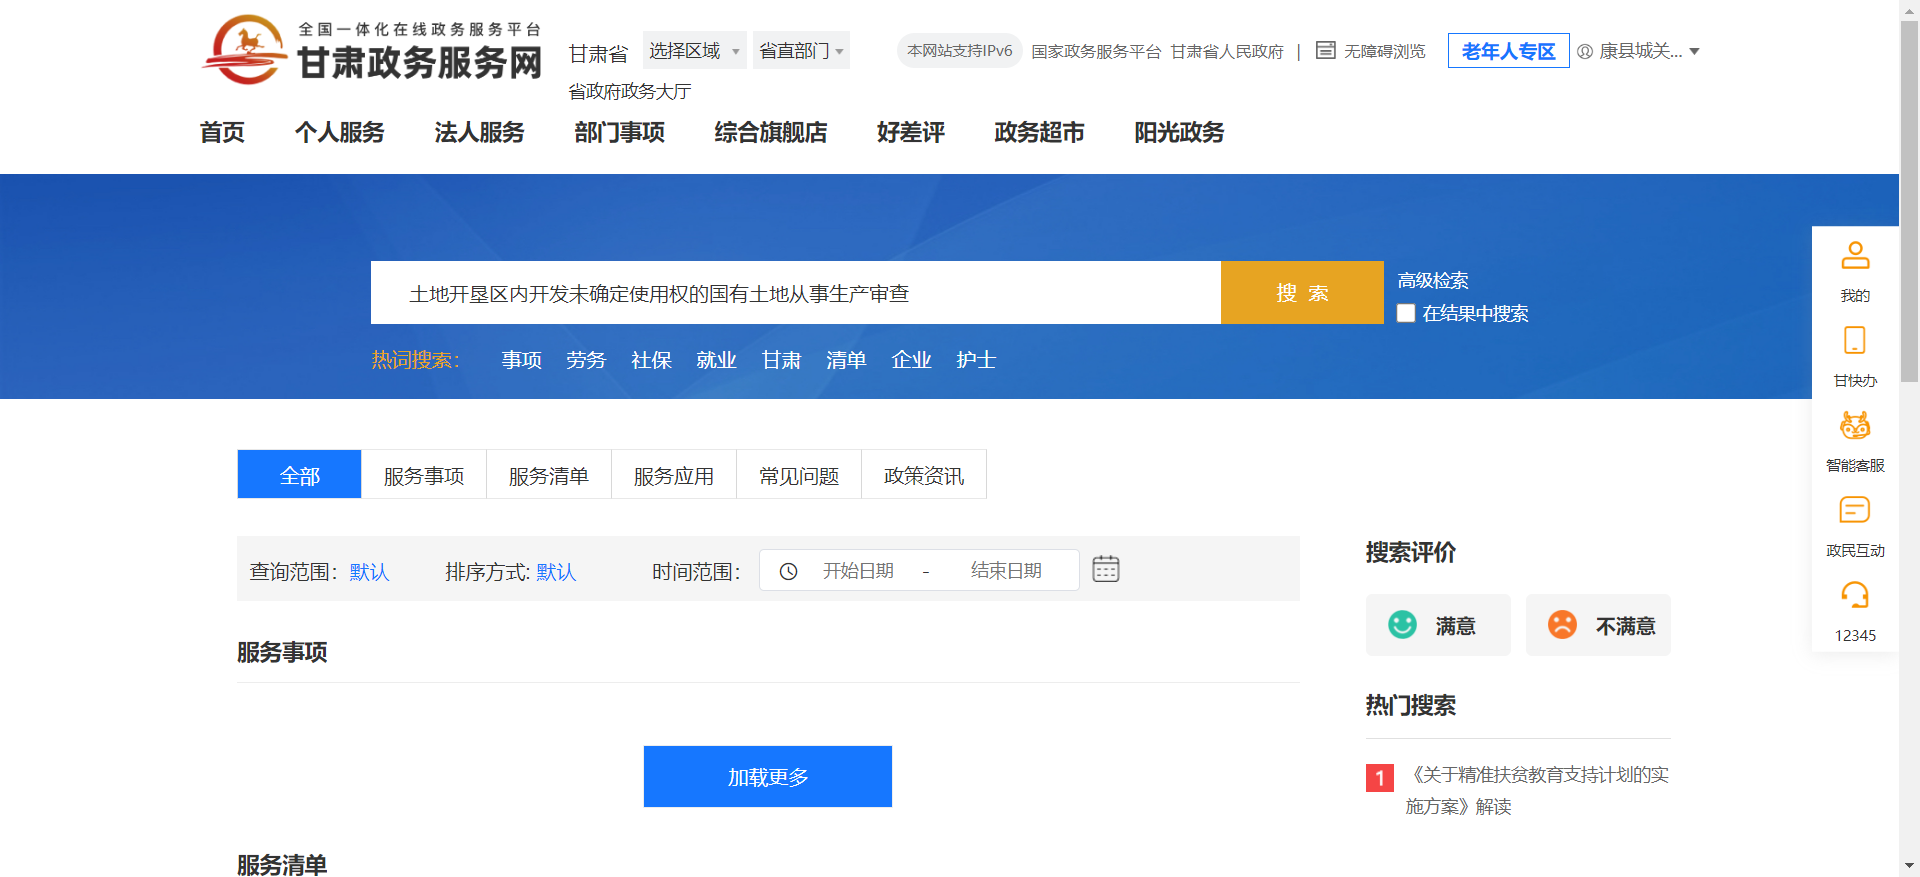 全国一体化在线政务服务平台
甘肃政务服务网
甘肃省 选择区域 省直部门
省政府政务大厅
本网站支持IPv6 国家政务服务平台 甘肃省人民政府 | 无障碍浏览 老年人专区 康县城关...
首页 个人服务 法人服务 部门事项 综合旗舰店 好差评 政务超市 阳光政务
土地开垦区内开发未确定使用权的国有土地从事生产审查
搜 索
高级检索
在结果中搜索
热词搜索： 事项 劳务 社保 就业 甘肃 清单 企业 护士
我的
甘快办
智能客服
政民互动
12345
全部 服务事项 服务清单 服务应用 常见问题 政策资讯
查询范围：默认 排序方式: 默认 时间范围： 开始日期 - 结束日期
服务事项
加载更多
服务清单
搜索评价
满意 不满意
热门搜索
1 《关于精准扶贫教育支持计划的实
施方案》解读